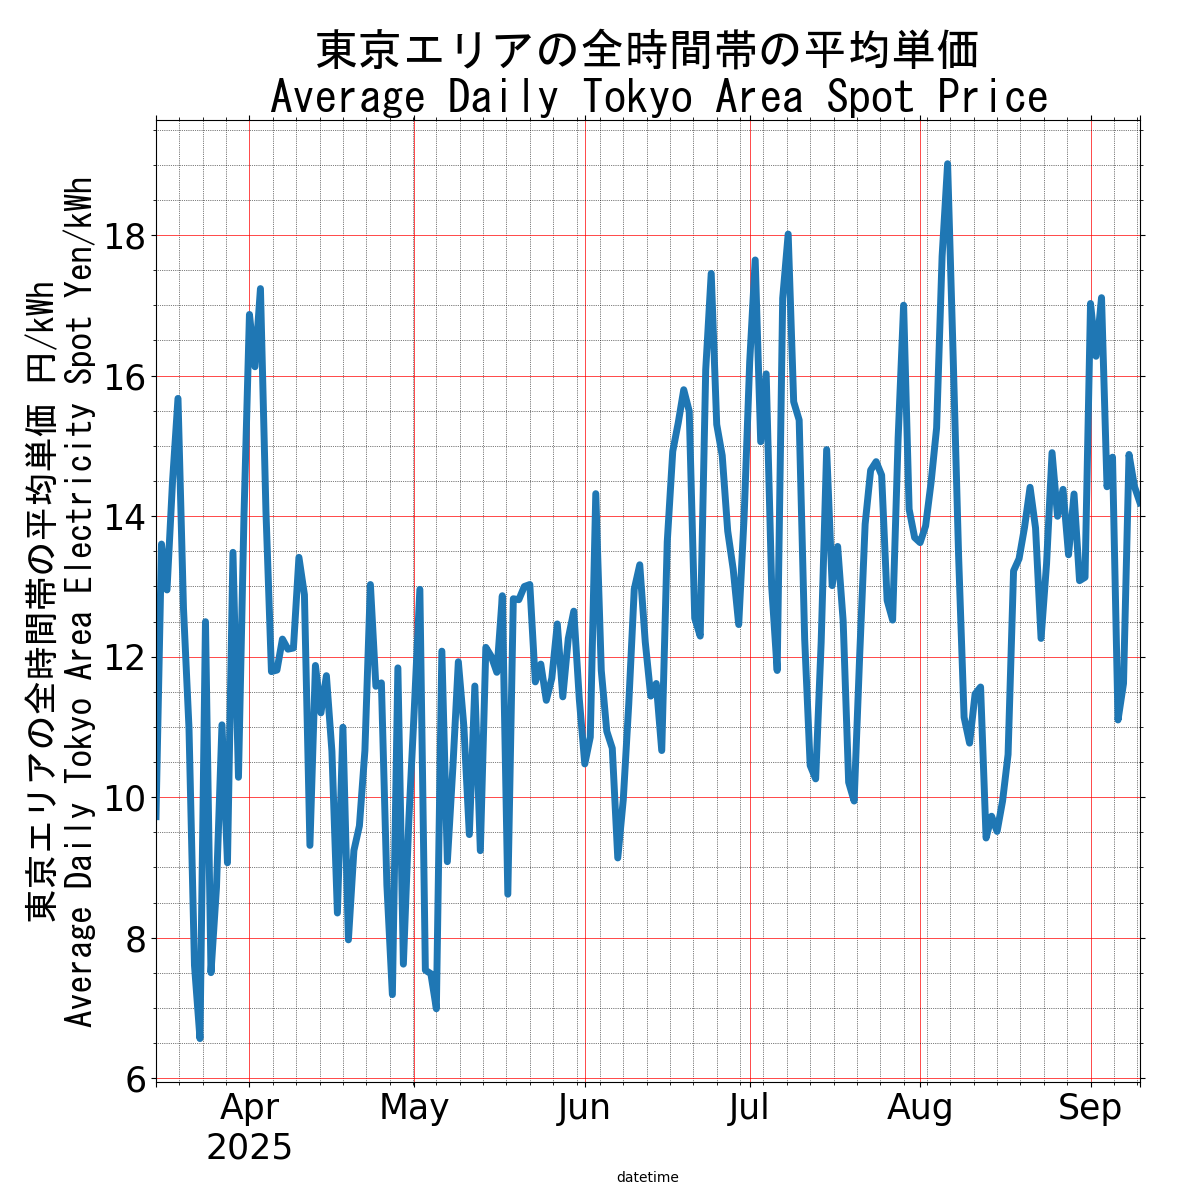 東京エリアの全時間帯の平均単価
Average Daily Tokyo Area Spot Price
東京エリアの全時間帯の平均単価 円/kWh
Average Daily Tokyo Area Electricity Spot Yen/kWh
18
16
14
12
10
8
6
Apr
2025
May
Jun
Jul
Aug
Sep
datetime